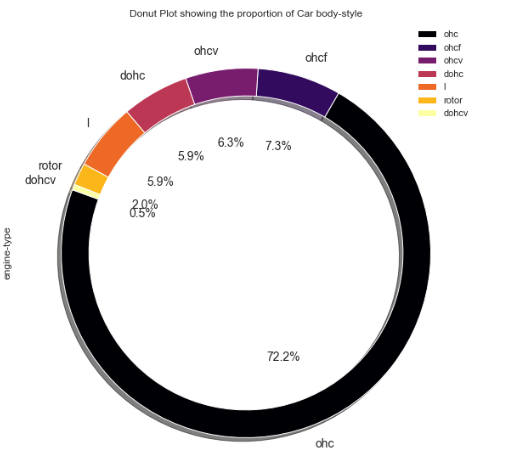 Donut Plot showing the proportion of Car body-style
ohc
ohcf
ohcv
dohc
l
rotor
dohcv
ohcv
ohcf
dohc
l
rotor
dohcv
6.3%
7.3%
5.9%
5.9%
2.0%
0.5%
engine-type
72.2%
ohc